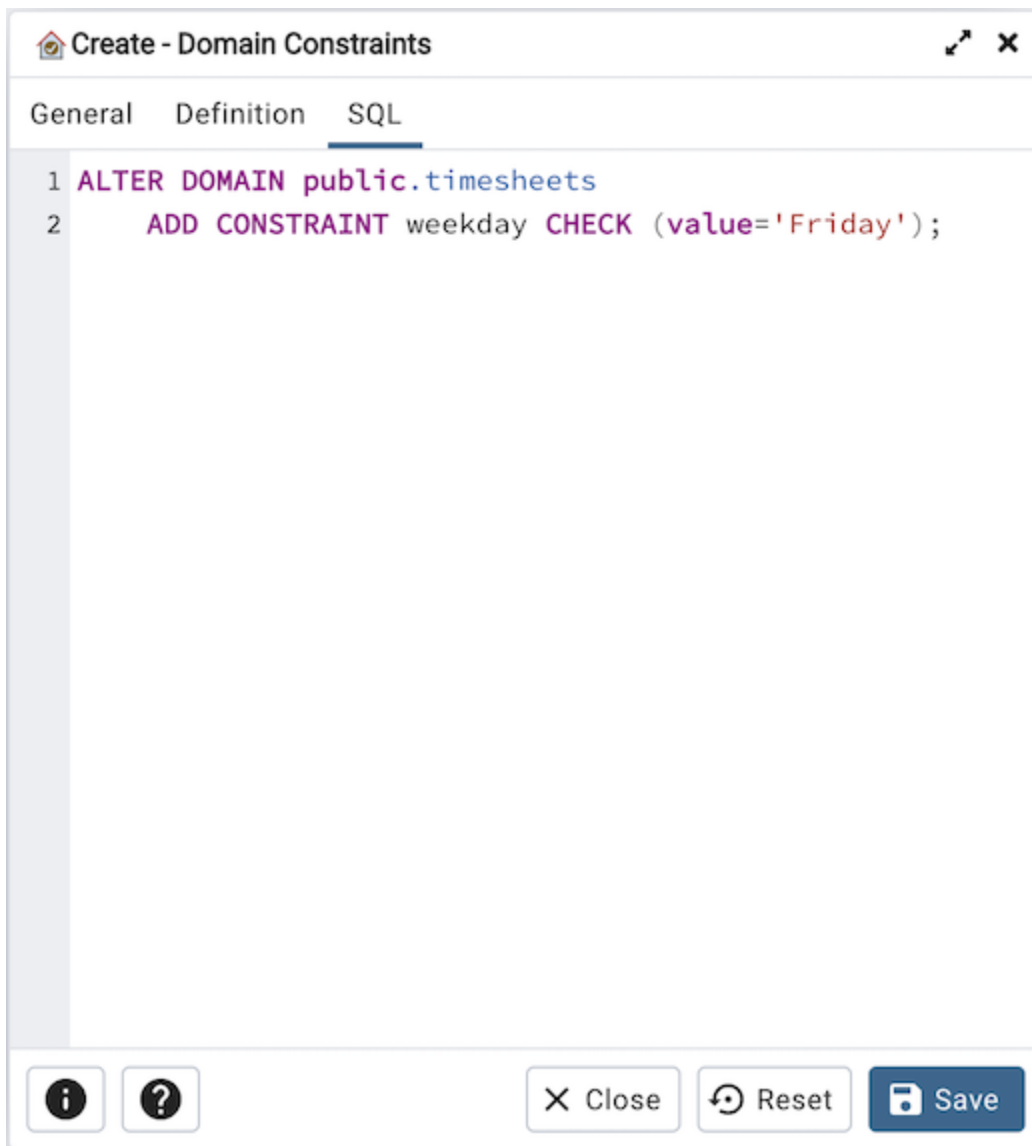 Create - Domain Constraints
General Definition SQL
1 ALTER DOMAIN public.timesheets
2     ADD CONSTRAINT weekday CHECK (value='Friday');
Close Reset Save